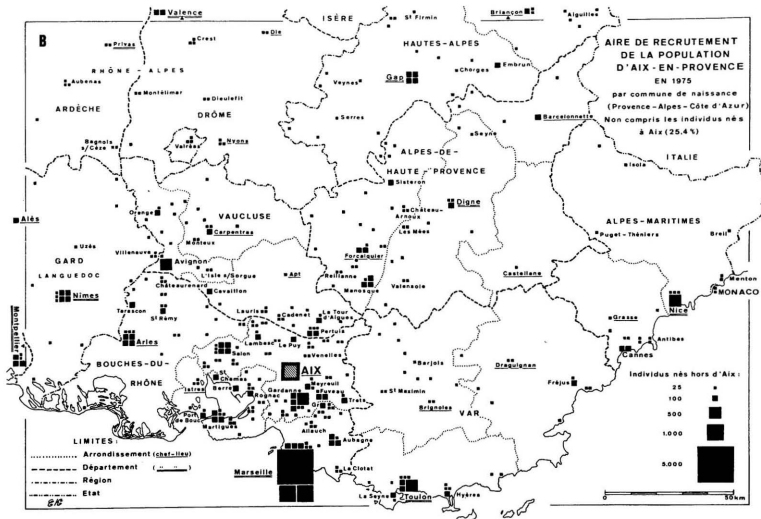 B
AIRE DE RECRUTEMENT
DE LA POPULATION
D'AIX-EN-PROVENCE
EN 1975
par commune de naissance
(Provence-Alpes-Côte d'Azur)
Non compris les individus nés
à Aix (25,4%)
Valence
ISÈRE
St Firmin
Briançon
Aiguilles
Privas
Crest
Die
HAUTES-ALPES
RHÔNE-ALPES
Gap
Chorges
Embrun
Aubenas
Veynes
Montélimar
Dieulefit
ARDÈCHE
DRÔME
Serres
Barcelonnette
Seyne
Bagnols
s/Cèze
Valréas
Nyons
ALPES-DE-
HAUTE-PROVENCE
ITALIE
Isola
Sisteron
Orange
VAUCLUSE
Château-
Arnoux
Digne
ALPES-MARITIMES
Alès
Carpentras
Les Mées
Puget-Théniers
Breil
Uzès
Monteux
Forcalquier
GARD
Villeneuve
Avignon
LANGUEDOC
L'Isle s/Sorgue
Apt
Reillanne
Castellane
Menton
Châteaurenard
Cavaillon
Manosque
Valensole
MONACO
Nîmes
Tarascon
St Rémy
Lauris
Cadenet
La Tour
d'Aigues
Grasse
Nice
Montpellier
Arles
Lambesc
Le Puy
Pertuis
Antibes
Salon
Venelles
Barjols
Draguignan
Cannes
BOUCHES-DU-
RHÔNE
St
Chamas
AIX
Istres
Berre
Rognac
Gardanne
Meyreuil
Fuveau
Trets
St Maximin
Fréjus
Brignoles
VAR
Port
de Bouc
Martigues
Allauch
Aubagne
Marseille
La Ciotat
La Seyne
Toulon
Hyères
Individus nés hors d'Aix :
25
100
500
1.000
5.000
0
50 km
LIMITES :
Arrondissement (chef-lieu)
Département
Région
Etat